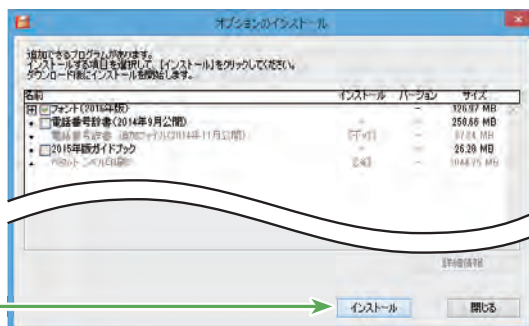 オプションのインストール
追加できるプログラムがあります。
インストールする項目を選択して、[インストール]をクリックしてください。
ダウンロード後にインストールを開始します。
名前 インストール バージョン サイズ
フォント(2016年版) - 126.97 MB
電話番号辞書(2014年9月公開) - - 250.66 MB
電話番号辞書 追加ファイル(2014年11月公開) -
2015年版ガイドブック - - 26.28 MB
詳細情報
インストール 閉じる